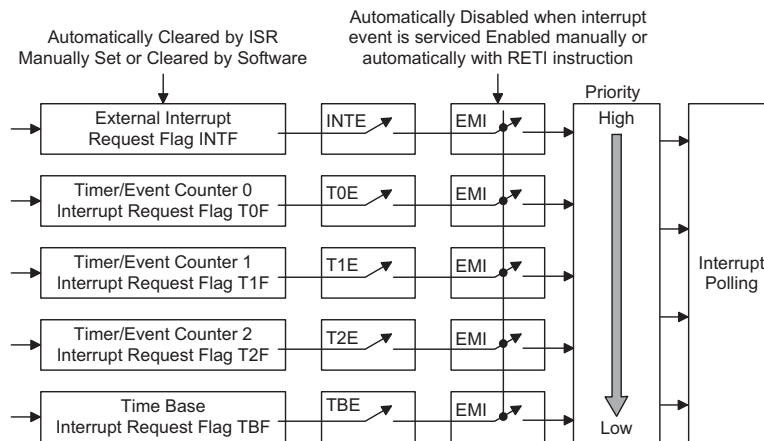 Automatically Cleared by ISR
Manually Set or Cleared by Software
Automatically Disabled when interrupt
event is serviced Enabled manually or
automatically with RETI instruction
Priority
External Interrupt
Request Flag INTF
INTE
EMI
High
Timer/Event Counter 0
Interrupt Request Flag T0F
T0E
EMI
Timer/Event Counter 1
Interrupt Request Flag T1F
T1E
EMI
Interrupt
Polling
Timer/Event Counter 2
Interrupt Request Flag T2F
T2E
EMI
Time Base
Interrupt Request Flag TBF
TBE
EMI
Low